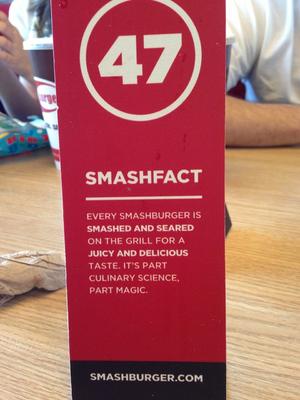 47
SMASHFACT
EVERY SMASHBURGER IS
SMASHED AND SEARED
ON THE GRILL FOR A
JUICY AND DELICIOUS
TASTE. IT'S PART
CULINARY SCIENCE,
PART MAGIC.
SMASHBURGER.COM